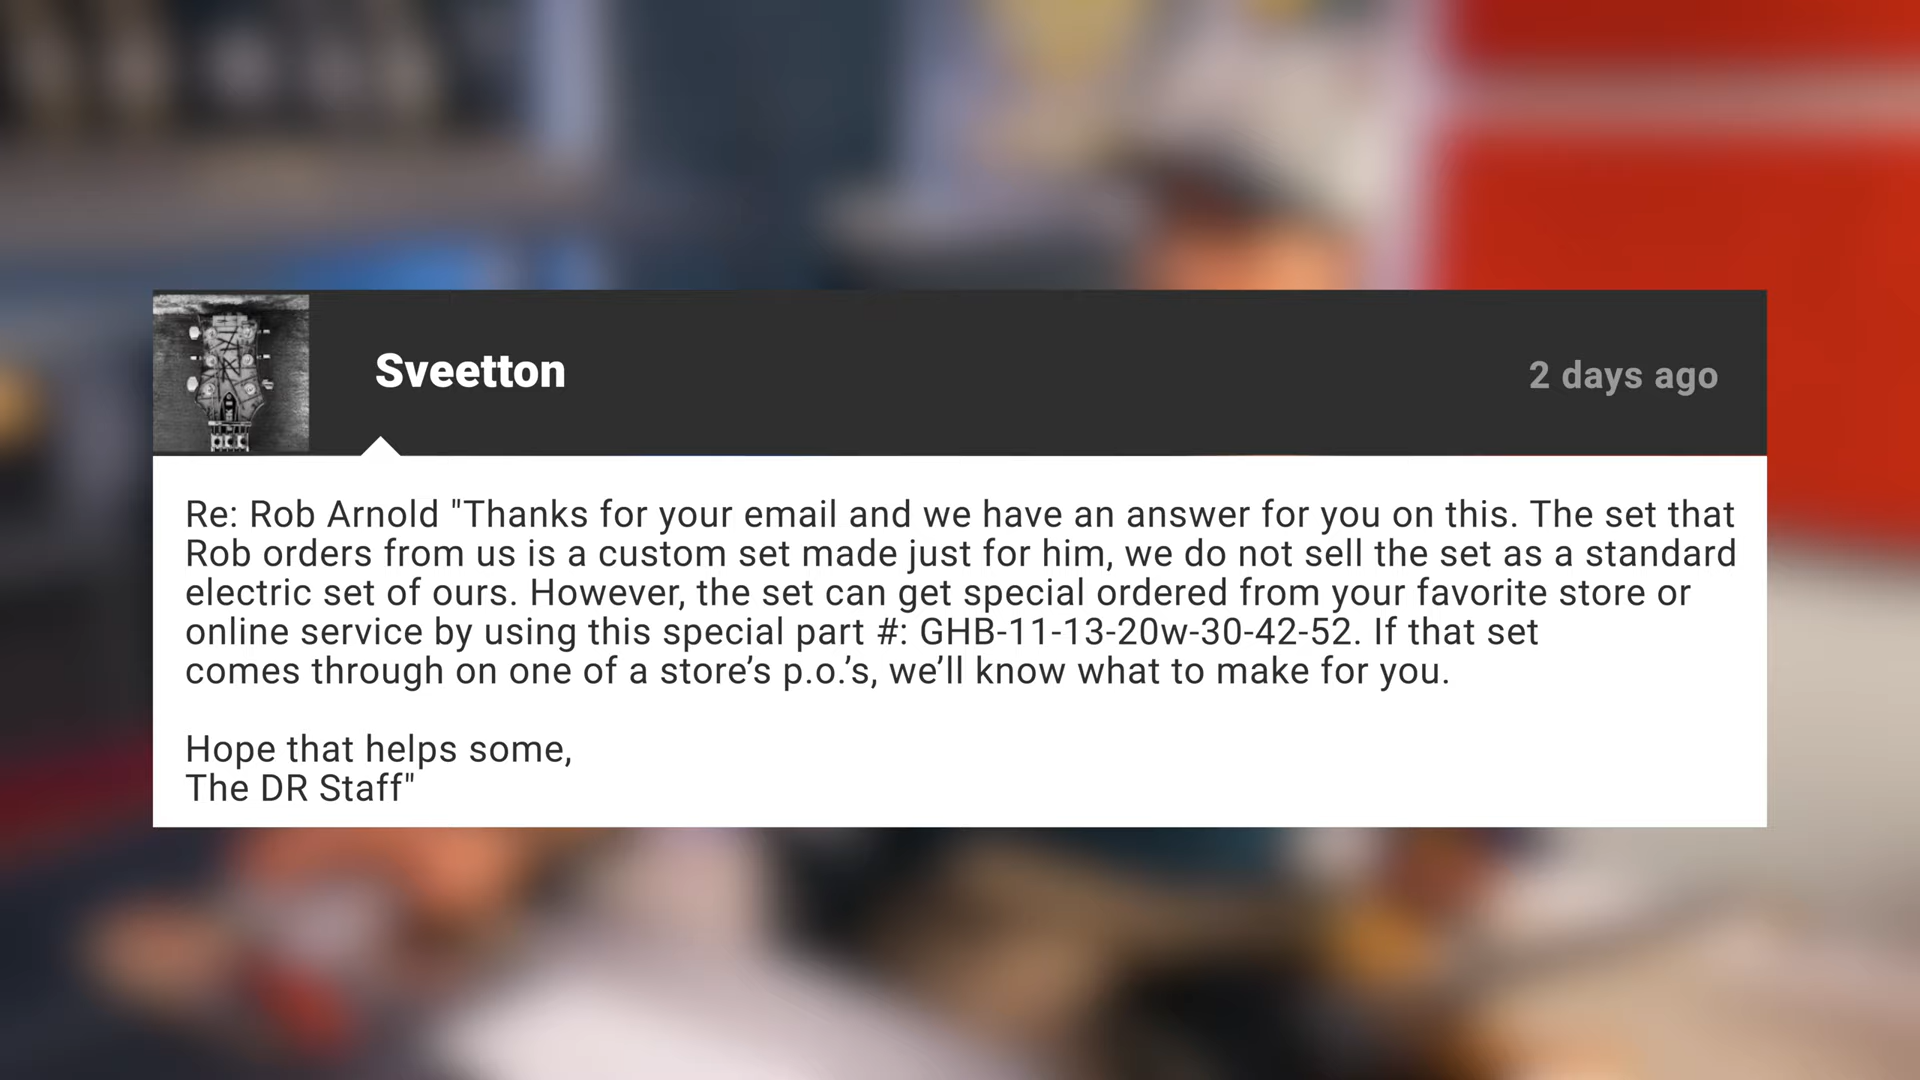 Sveetton
2 days ago
Re: Rob Arnold "Thanks for your email and we have an answer for you on this. The set that
Rob orders from us is a custom set made just for him, we do not sell the set as a standard
electric set of ours. However, the set can get special ordered from your favorite store or
online service by using this special part #: GHB-11-13-20w-30-42-52. If that set
comes through on one of a store’s p.o.’s, we’ll know what to make for you.
Hope that helps some,
The DR Staff"